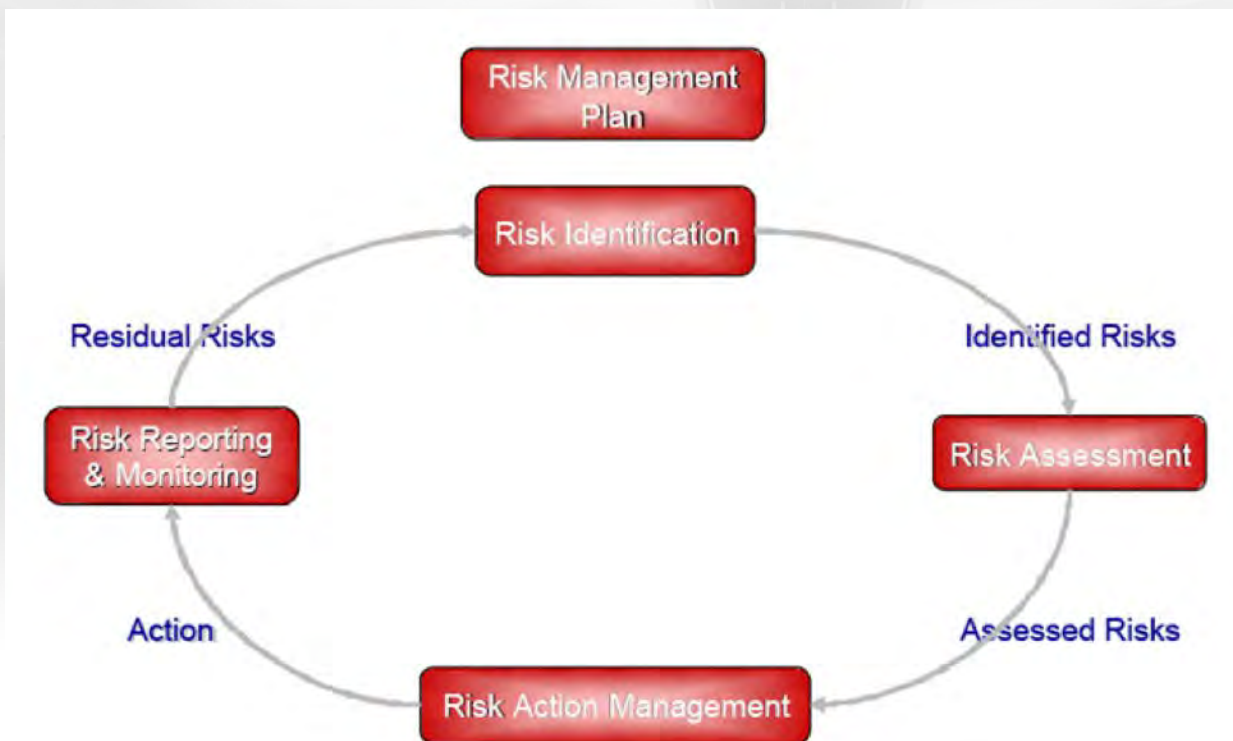 Risk Management
Plan
Risk Identification
Residual Risks
Identified Risks
Risk Reporting
& Monitoring
Risk Assessment
Action
Assessed Risks
Risk Action Management